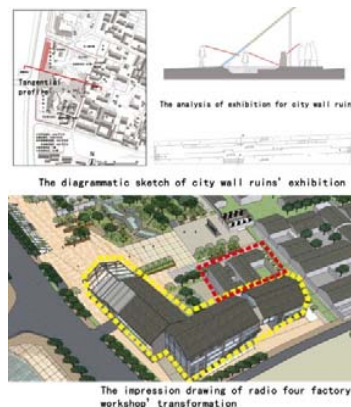 Tangential
profile
The analysis of exhibition for city wall ruin
The diagrammatic sketch of city wall ruins' exhibition
The impression drawing of radio four factory
workshop' transformation